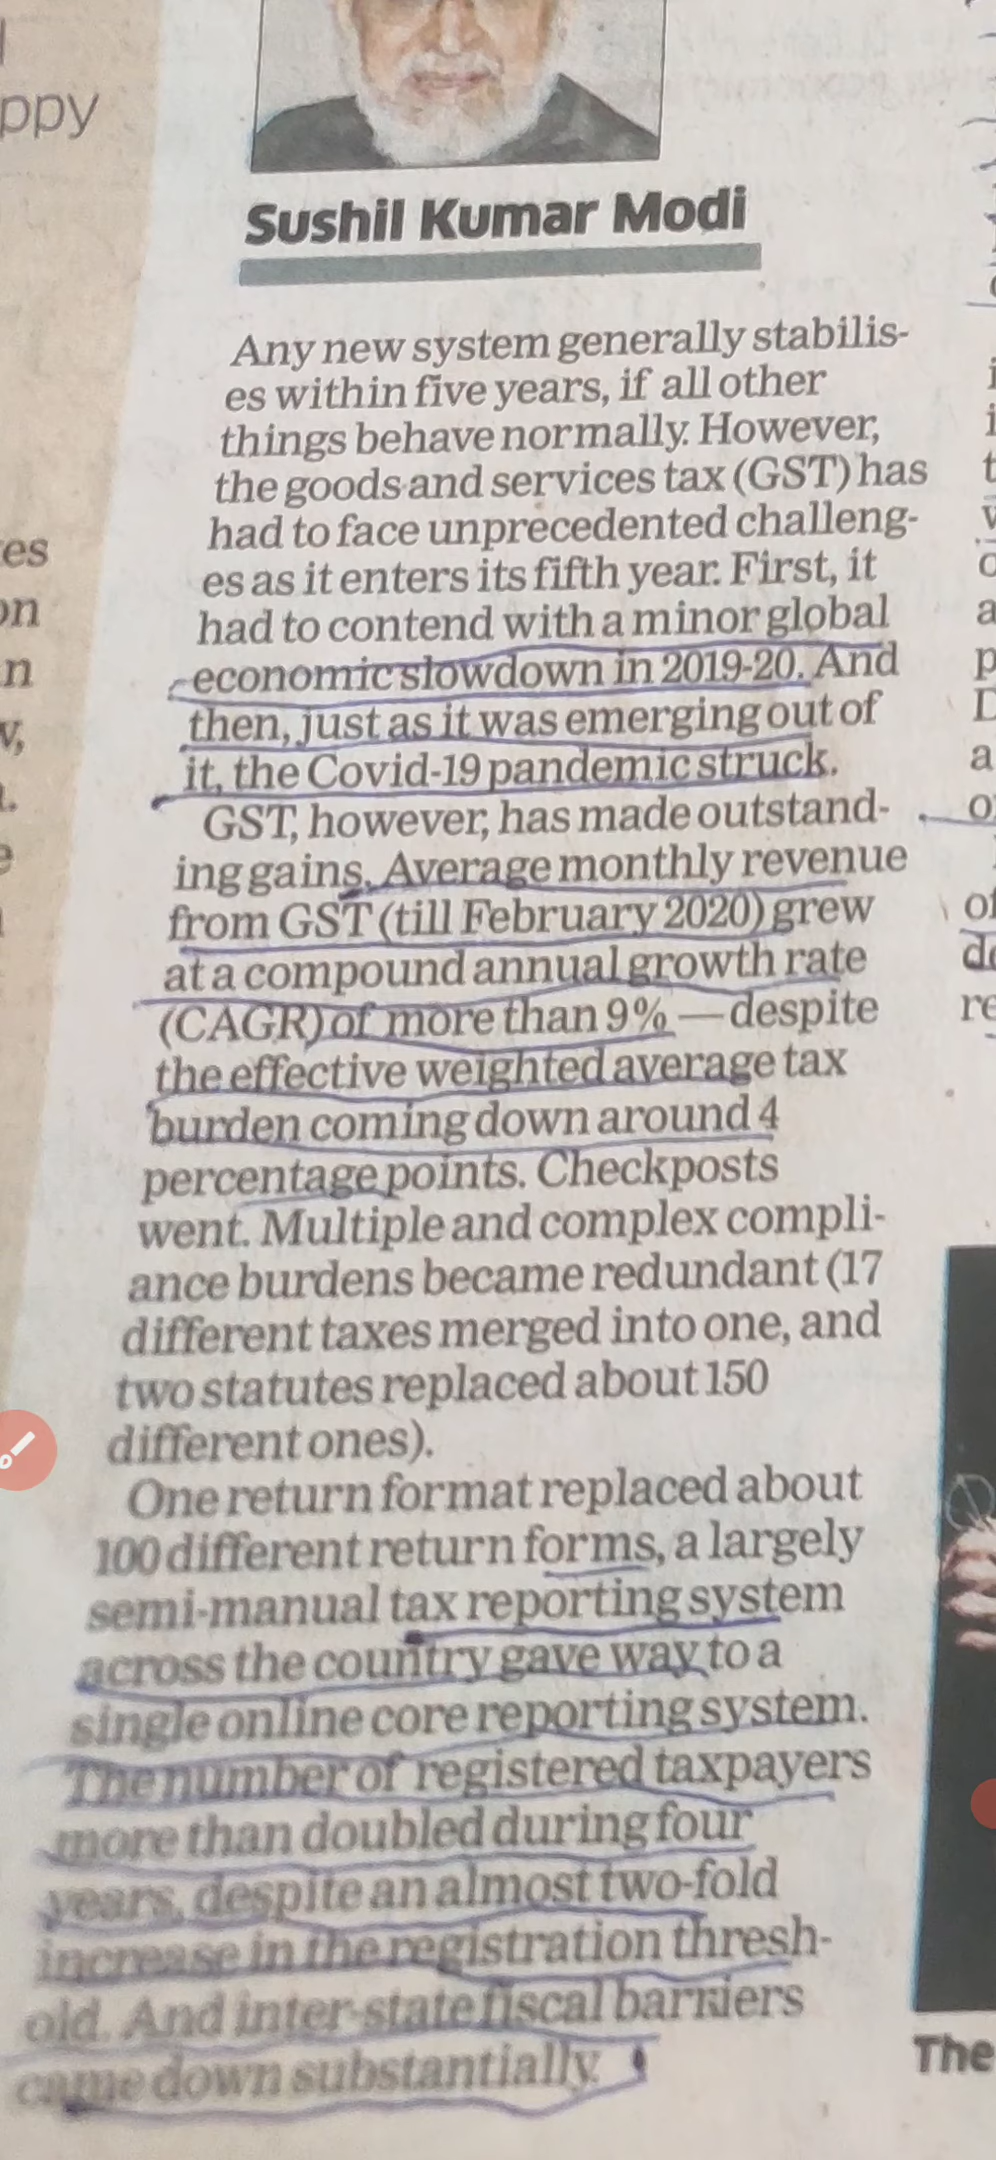 ppy
Sushil Kumar Modi
Any new system generally stabilis-
es within five years, if all other
things behave normally. However,
the goods and services tax (GST) has
had to face unprecedented challeng-
es as it enters its fifth year. First, it
had to contend with a minor global
economic slowdown in 2019-20. And
then, just as it was emerging out of
it, the Covid-19 pandemic struck.
GST, however, has made outstand-
ing gains. Average monthly revenue
from GST (till February 2020) grew
at a compound annual growth rate
(CAGR) of more than 9% — despite
the effective weighted average tax
burden coming down around 4
percentage points. Checkposts
went. Multiple and complex compli-
ance burdens became redundant (17
different taxes merged into one, and
two statutes replaced about 150
different ones).
One return format replaced about
100 different return forms, a largely
semi-manual tax reporting system
across the country gave way to a
single online core reporting system.
The number of registered taxpayers
more than doubled during four
years, despite an almost two-fold
increase in the registration thresh-
old. And inter-state fiscal barriers
came down substantially.
The